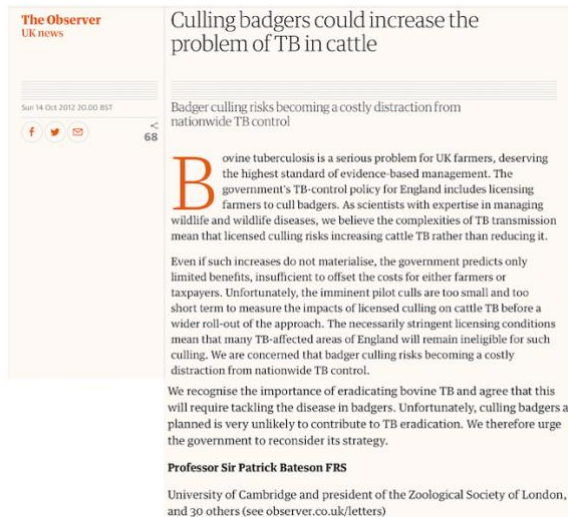 The Observer
UK news
Culling badgers could increase the
problem of TB in cattle
Sun 14 Oct 2012 20.00 BST
68
Badger culling risks becoming a costly distraction from
nationwide TB control
Bovine tuberculosis is a serious problem for UK farmers, deserving
the highest standard of evidence-based management. The
government's TB-control policy for England includes licensing
farmers to cull badgers. As scientists with expertise in managing
wildlife and wildlife diseases, we believe the complexities of TB transmission
mean that licensed culling risks increasing cattle TB rather than reducing it.
Even if such increases do not materialise, the government predicts only
limited benefits, insufficient to offset the costs for either farmers or
taxpayers. Unfortunately, the imminent pilot culls are too small and too
short term to measure the impacts of licensed culling on cattle TB before a
wider roll-out of the approach. The necessarily stringent licensing conditions
mean that many TB-affected areas of England will remain ineligible for such
culling. We are concerned that badger culling risks becoming a costly
distraction from nationwide TB control.
We recognise the importance of eradicating bovine TB and agree that this
will require tackling the disease in badgers. Unfortunately, culling badgers a
planned is very unlikely to contribute to TB eradication. We therefore urge
the government to reconsider its strategy.
Professor Sir Patrick Bateson FRS
University of Cambridge and president of the Zoological Society of London,
and 30 others (see observer.co.uk/letters)